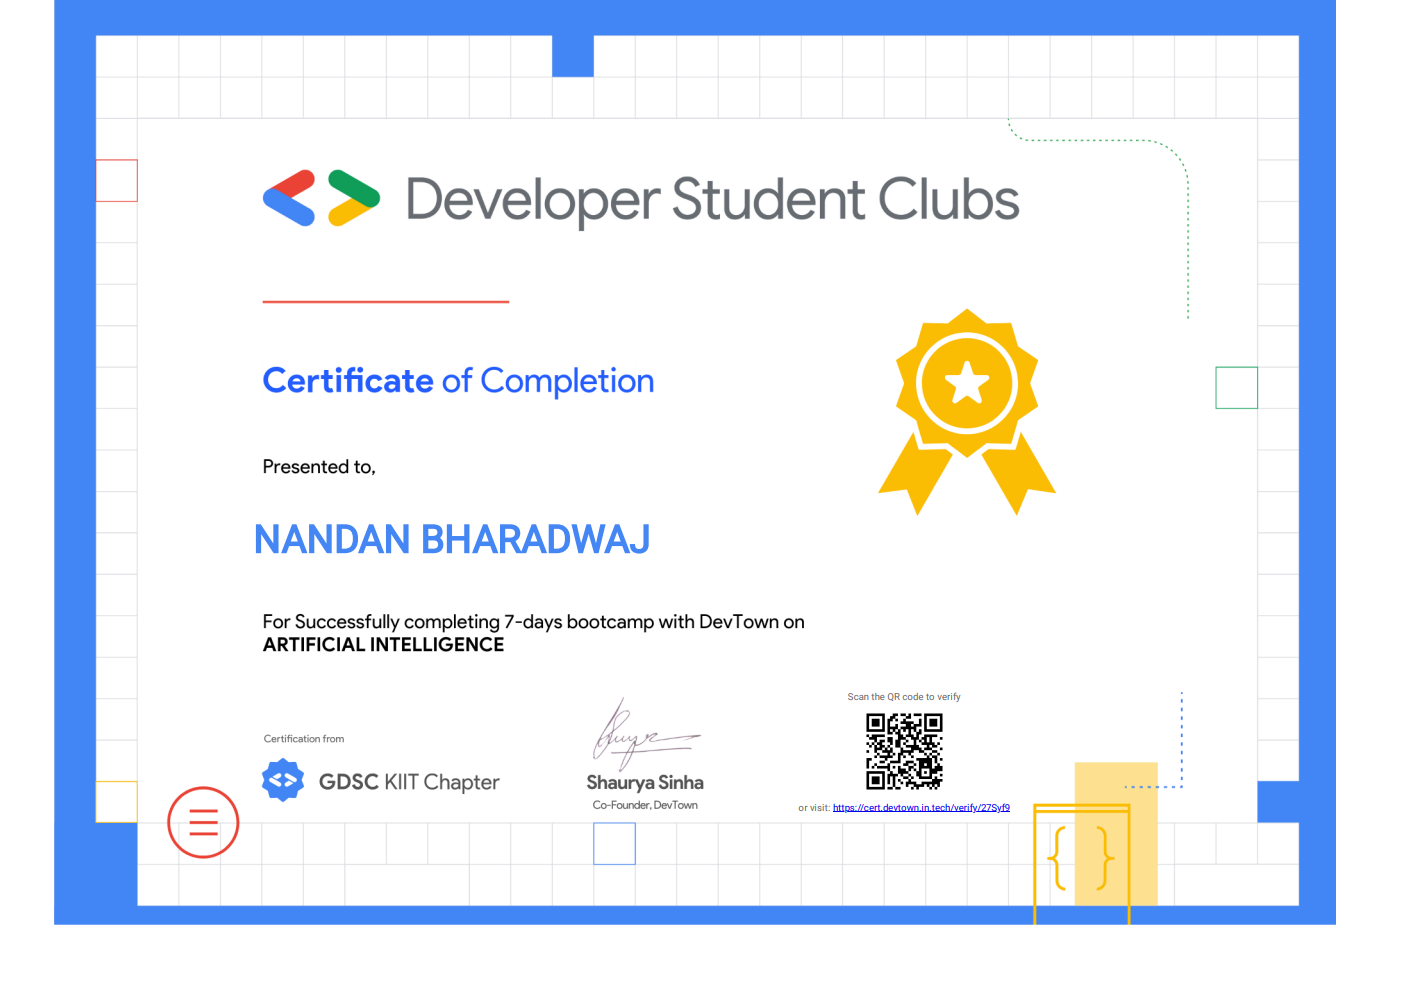 Developer Student Clubs
Certificate of Completion
Presented to,
NANDAN BHARADWAJ
For Successfully completing 7-days bootcamp with DevTown on
ARTIFICIAL INTELLIGENCE
Certification from
GDSC KIIT Chapter
Shaurya Sinha
Co-Founder, DevTown
Scan the QR code to verify
or visit: https://cert.devtown.in.tech/verify/27Syf9